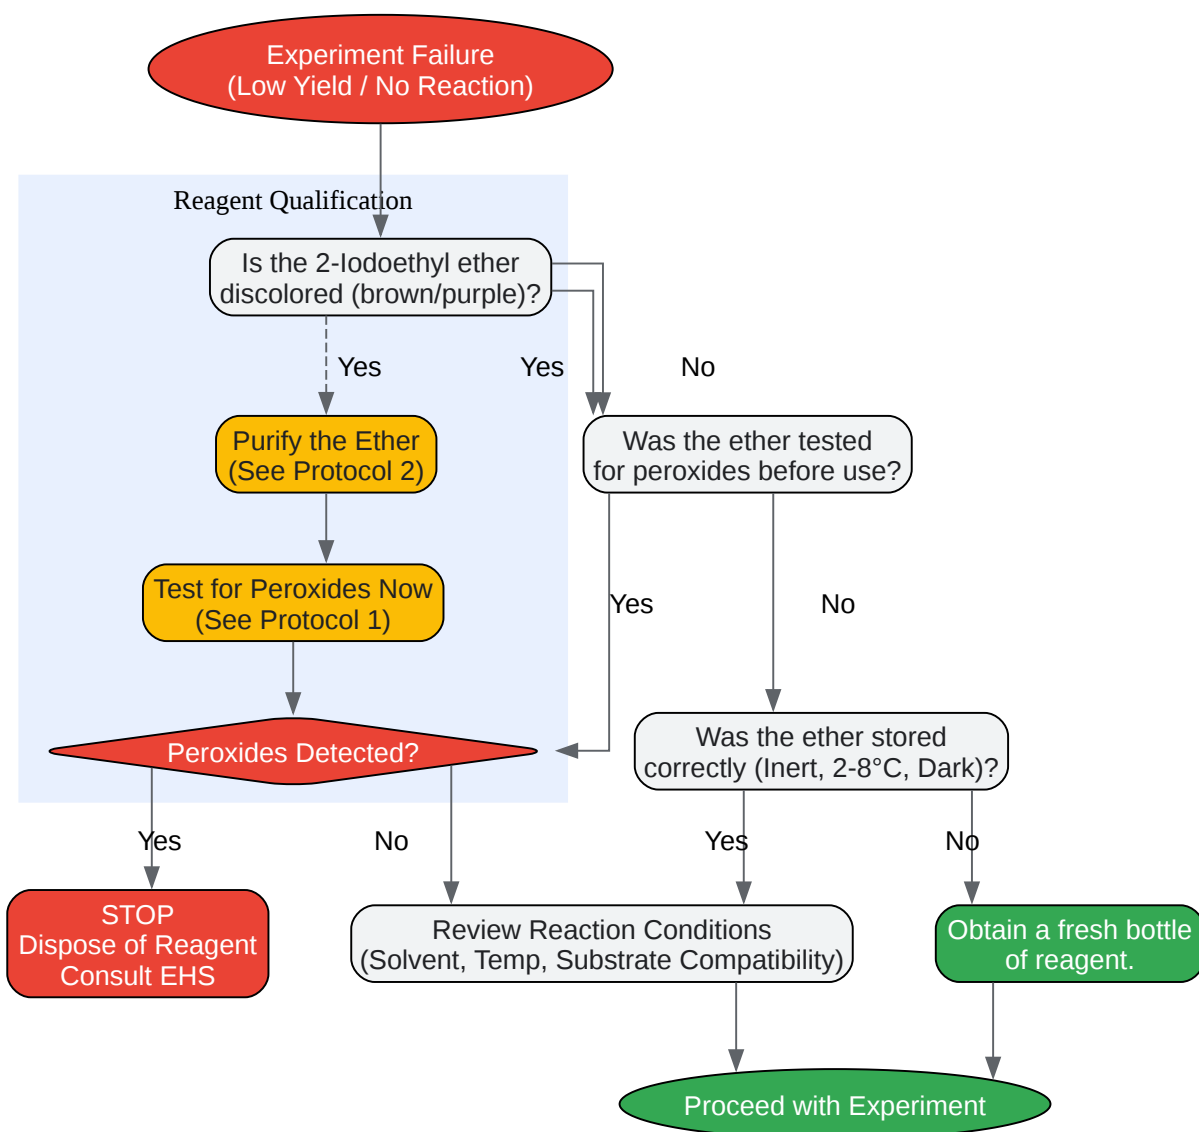 Experiment Failure
(Low Yield / No Reaction)
Reagent Qualification
Is the 2-Iodoethyl ether
discolored (brown/purple)?
Yes
Yes
No
Purify the Ether
(See Protocol 2)
Was the ether tested
for peroxides before use?
Test for Peroxides Now
(See Protocol 1)
Yes
No
Peroxides Detected?
Was the ether stored
correctly (Inert, 2-8°C, Dark)?
Yes
No
Yes
No
STOP
Dispose of Reagent
Consult EHS
Review Reaction Conditions
(Solvent, Temp, Substrate Compatibility)
Obtain a fresh bottle
of reagent.
Proceed with Experiment